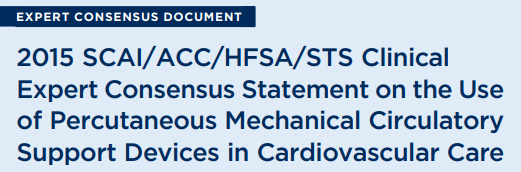 EXPERT CONSENSUS DOCUMENT
2015 SCAI/ACC/HFSA/STS Clinical
Expert Consensus Statement on the Use
of Percutaneous Mechanical Circulatory
Support Devices in Cardiovascular Care